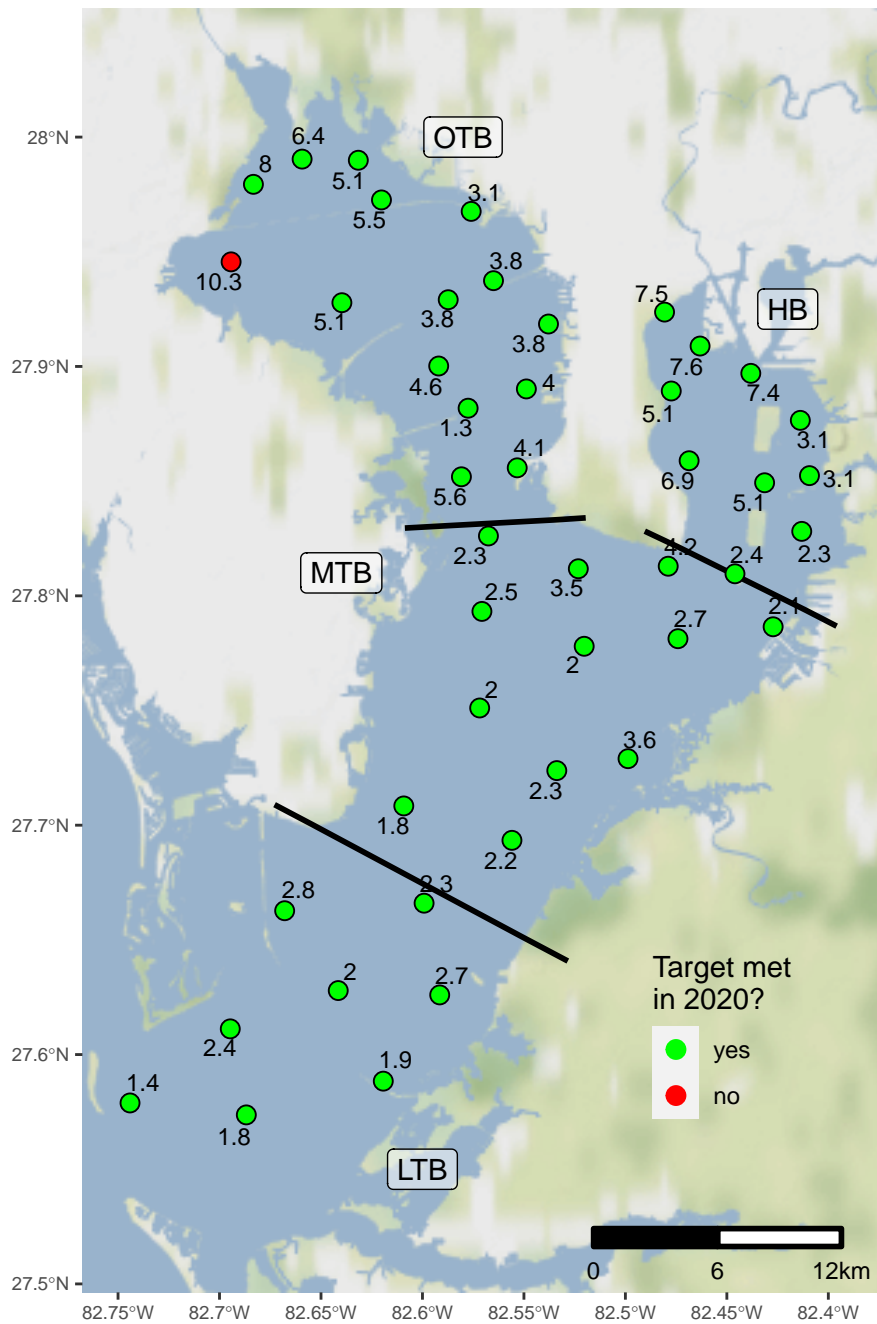 28°N
27.9°N
27.8°N
27.7°N
27.6°N
27.5°N
OTB
6.4
8
5.1
5.5
3.1
10.3
3.8
5.1
3.8
3.8
HB
7.5
7.6
7.4
4.6
4
5.1
1.3
3.1
4.1
5.6
6.9
5.1
3.1
2.3
2.3
MTB
3.5
4.2
2.4
2.5
2.7
2.1
2
2
3.6
2.3
1.8
2.2
2.3
2.8
2
2.7
2.4
1.9
1.4
1.8
LTB
Target met
in 2020?
yes
no
0 6 12km
82.75°W 82.7°W 82.65°W 82.6°W 82.55°W 82.5°W 82.45°W 82.4°W